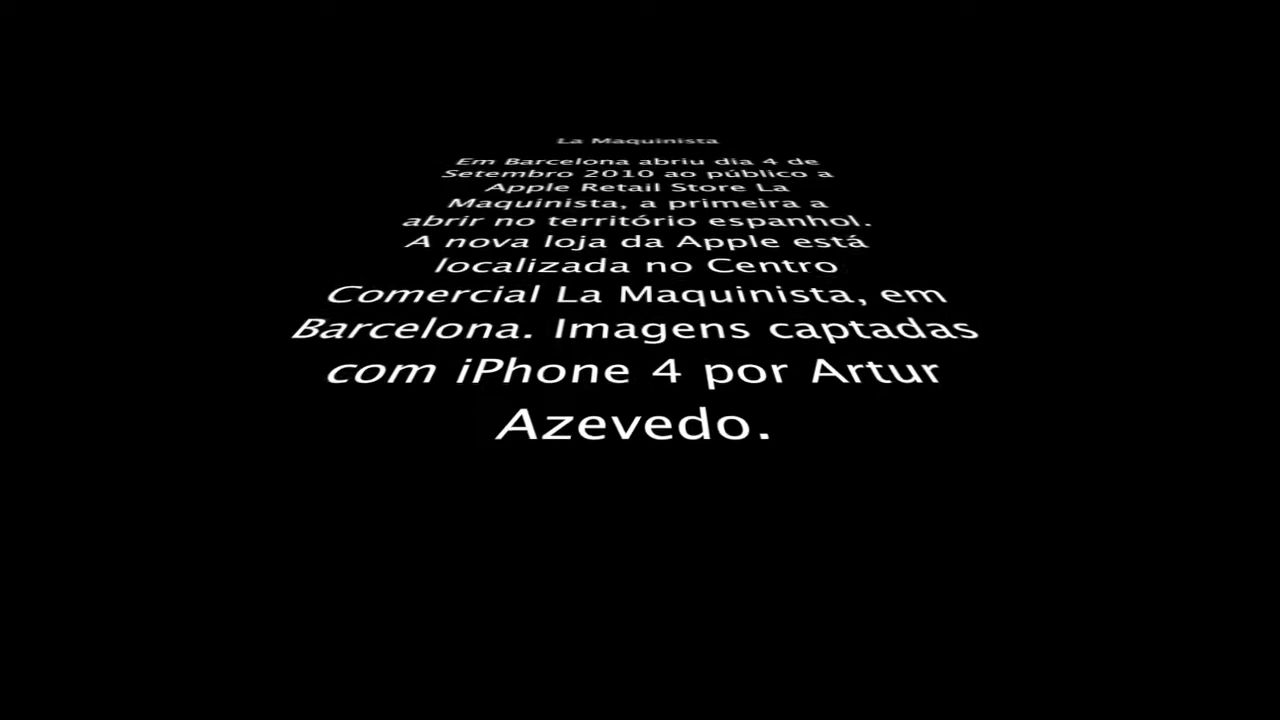 La Maquinista
Em Barcelona abriu dia 4 de
Setembro 2010 ao público a
Apple Retail Store La
Maquinista, a primeira a
abrir no território espanhol.
A nova loja da Apple está
localizada no Centro
Comercial La Maquinista, em
Barcelona. Imagens captadas
com iPhone 4 por Artur
Azevedo.